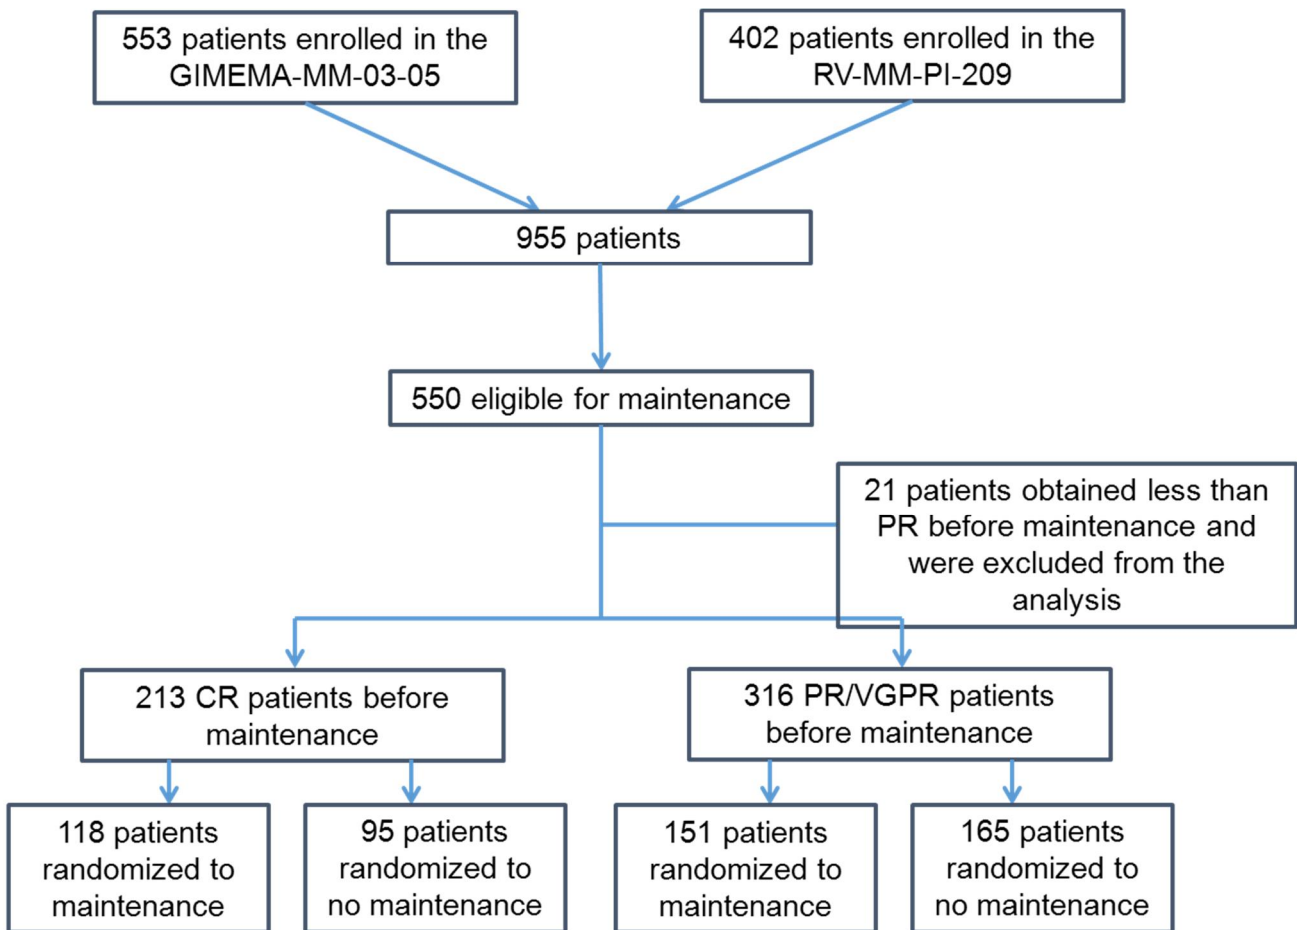 553 patients enrolled in the
GIMEMA-MM-03-05
402 patients enrolled in the
RV-MM-PI-209
955 patients
550 eligible for maintenance
21 patients obtained less than
PR before maintenance and
were excluded from the
analysis
213 CR patients before
maintenance
316 PR/VGPR patients
before maintenance
118 patients
randomized to
maintenance
95 patients
randomized to
no maintenance
151 patients
randomized to
maintenance
165 patients
randomized to
no maintenance